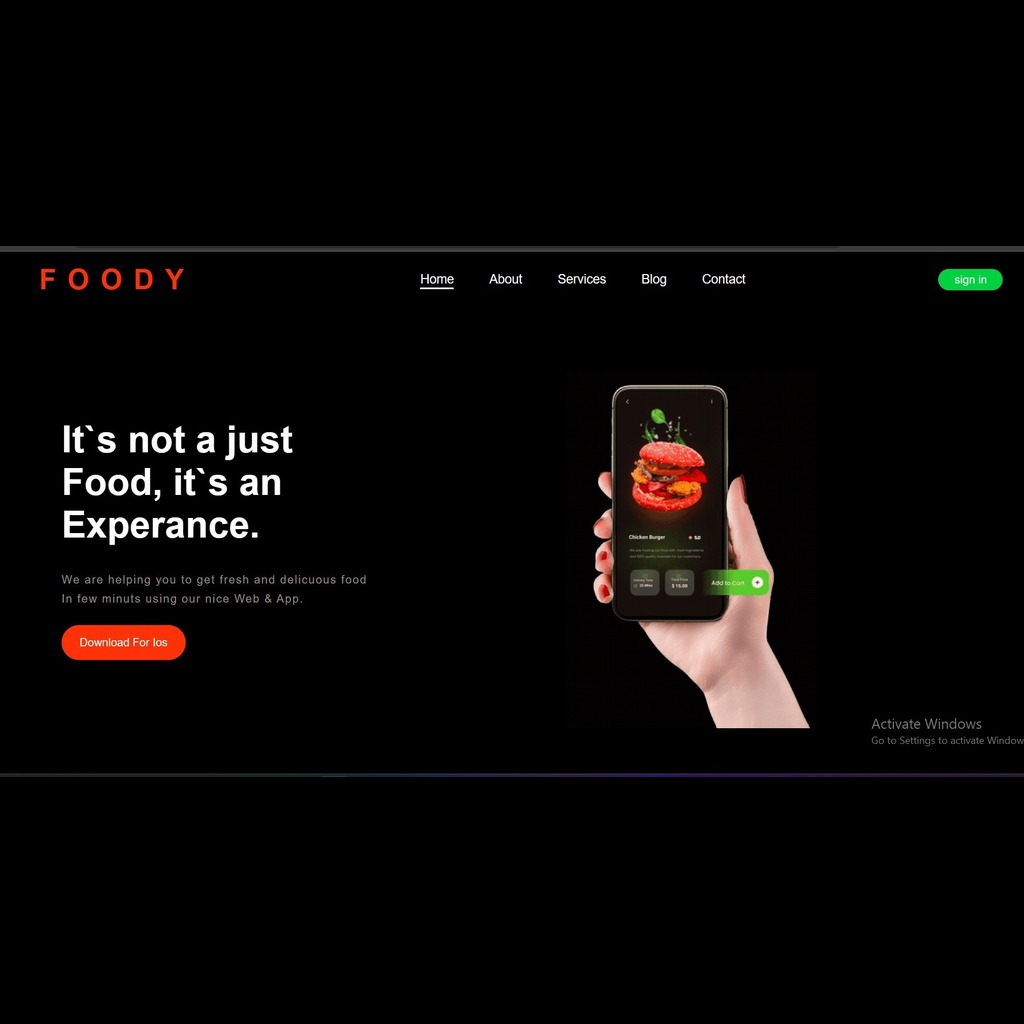 FOODY
Home About Services Blog Contact
sign in
It`s not a just
Food, it`s an
Experance.
We are helping you to get fresh and delicuous food
In few minuts using our nice Web & App.
Download For Ios
Chicken Burger 5.0
$ 15.00
Add to Cart
Activate Windows
Go to Settings to activate Window